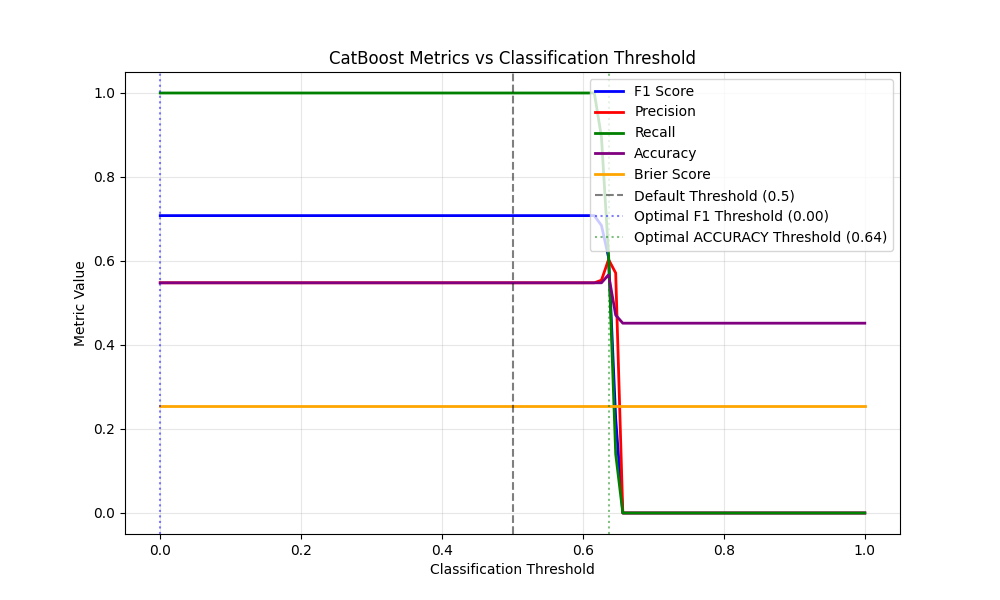 CatBoost Metrics vs Classification Threshold
Metric Value
1.0
0.8
0.6
0.4
0.2
0.0
F1 Score
Precision
Recall
Accuracy
Brier Score
Default Threshold (0.5)
Optimal F1 Threshold (0.00)
Optimal ACCURACY Threshold (0.64)
0.0
0.2
0.4
0.6
0.8
1.0
Classification Threshold